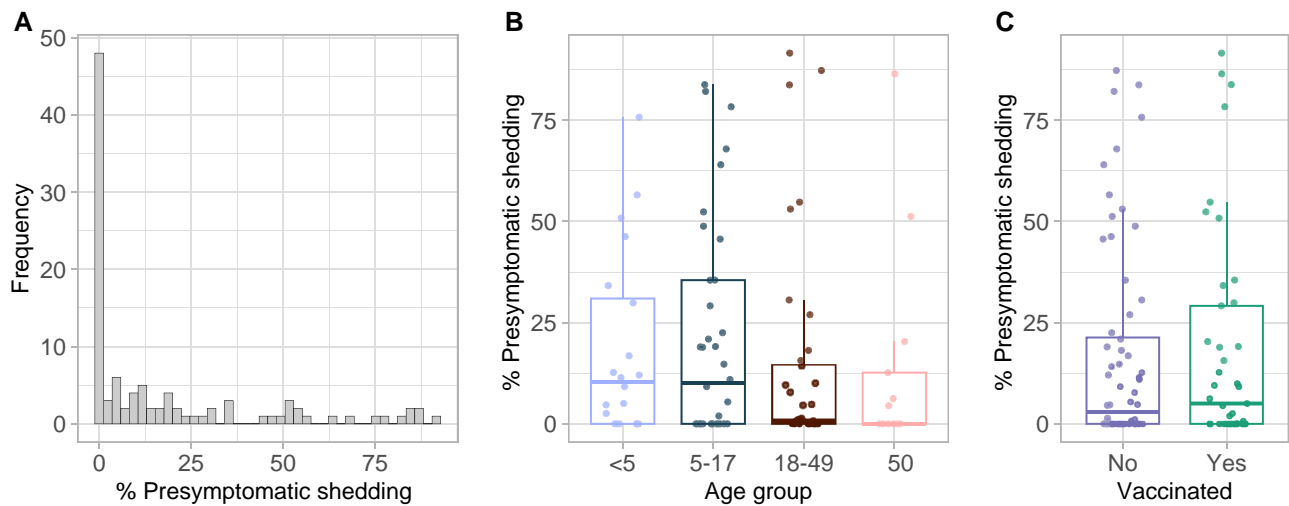 A
Frequency
50
40
30
20
10
0
0 25 50 75
% Presymptomatic shedding
B
% Presymptomatic shedding
75
50
25
0
<5 5-17 18-49 50
Age group
C
% Presymptomatic shedding
75
50
25
0
No Yes
Vaccinated